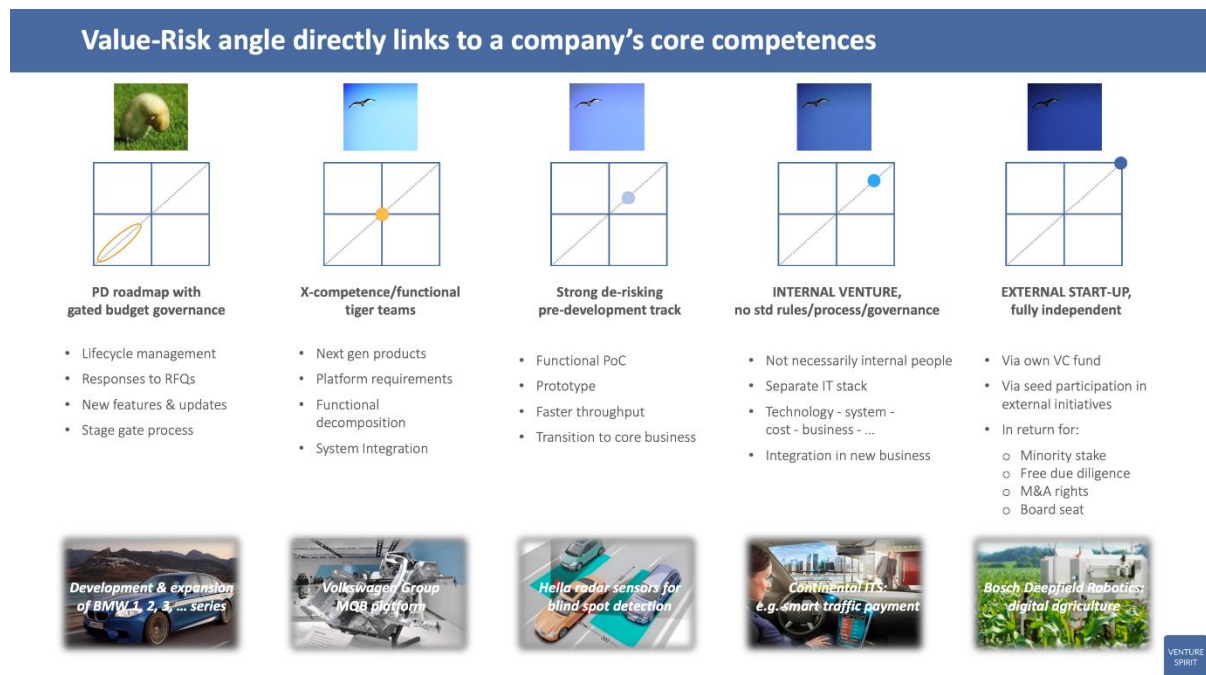 Value-Risk angle directly links to a company's core competences
PD roadmap with
gated budget governance
• Lifecycle management
• Responses to RFQs
• New features & updates
• Stage gate process
Development & expansion
of BMW 1, 2, 3, ... series
X-competence/functional
tiger teams
• Next gen products
• Platform requirements
• Functional
decomposition
• System Integration
Volkswagen Group
MQB platform
Strong de-risking
pre-development track
• Functional PoC
• Prototype
• Faster throughput
• Transition to core business
Hella radar sensors for
blind spot detection
INTERNAL VENTURE,
no std rules/process/governance
• Not necessarily internal people
• Separate IT stack
• Technology - system -
cost - business - ...
• Integration in new business
Continental ITS:
e.g. smart traffic payment
EXTERNAL START-UP,
fully independent
• Via own VC fund
• Via seed participation in
external initiatives
• In return for:
o Minority stake
o Free due diligence
o M&A rights
o Board seat
Bosch Deepfield Robotics:
digital agriculture
VENTURE
SPIRIT